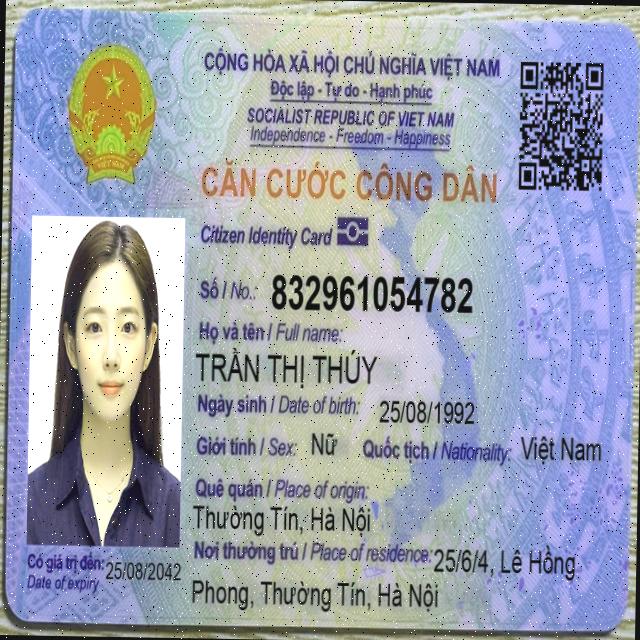 CỘNG HÒA XÃ HỘI CHỦ NGHĨA VIỆT NAM
Độc lập - Tự do - Hạnh phúc
SOCIALIST REPUBLIC OF VIET NAM
Independence - Freedom - Happiness
CĂN CƯỚC CÔNG DÂN
Citizen Identity Card
Số / No.: 832961054782
Họ và tên / Full name:
TRẦN THỊ THÚY
Ngày sinh / Date of birth: 25/08/1992
Giới tính / Sex: Nữ Quốc tịch / Nationality: Việt Nam
Quê quán / Place of origin:
Thường Tín, Hà Nội
Nơi thường trú / Place of residence: 25/6/4, Lê Hồng
Phong, Thường Tín, Hà Nội
Có giá trị đến: 25/08/2042
Date of expiry